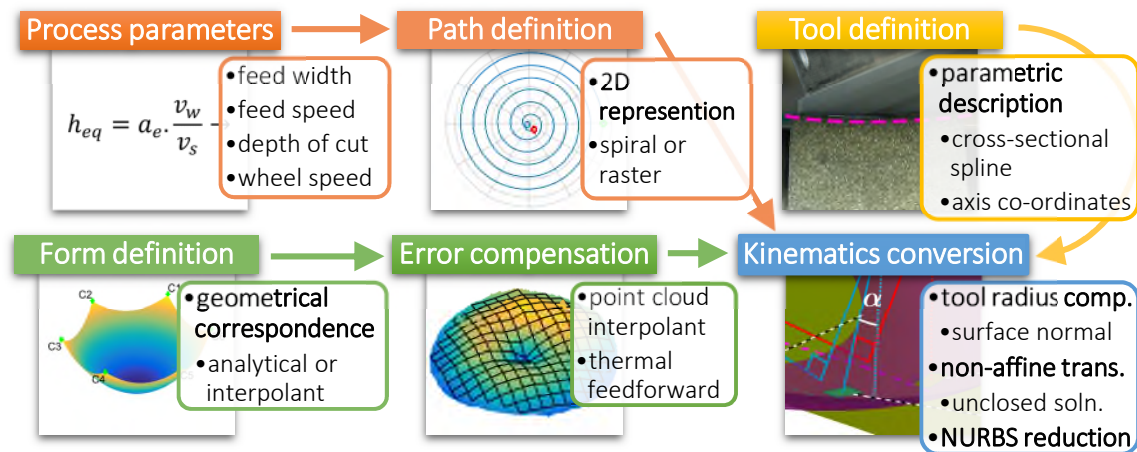 Process parameters
Path definition
Tool definition
h_eq = a_e. v_w / v_s
•feed width
•feed speed
•depth of cut
•wheel speed
•2D
represention
•spiral or
raster
•parametric
description
•cross-sectional
spline
•axis co-ordinates
Form definition
Error compensation
Kinematics conversion
C1
C2
C3
C4
•geometrical
correspondence
•analytical or
interpolant
•point cloud
interpolant
•thermal
feedforward
α
•tool radius comp.
•surface normal
•non-affine trans.
•unclosed soln.
•NURBS reduction